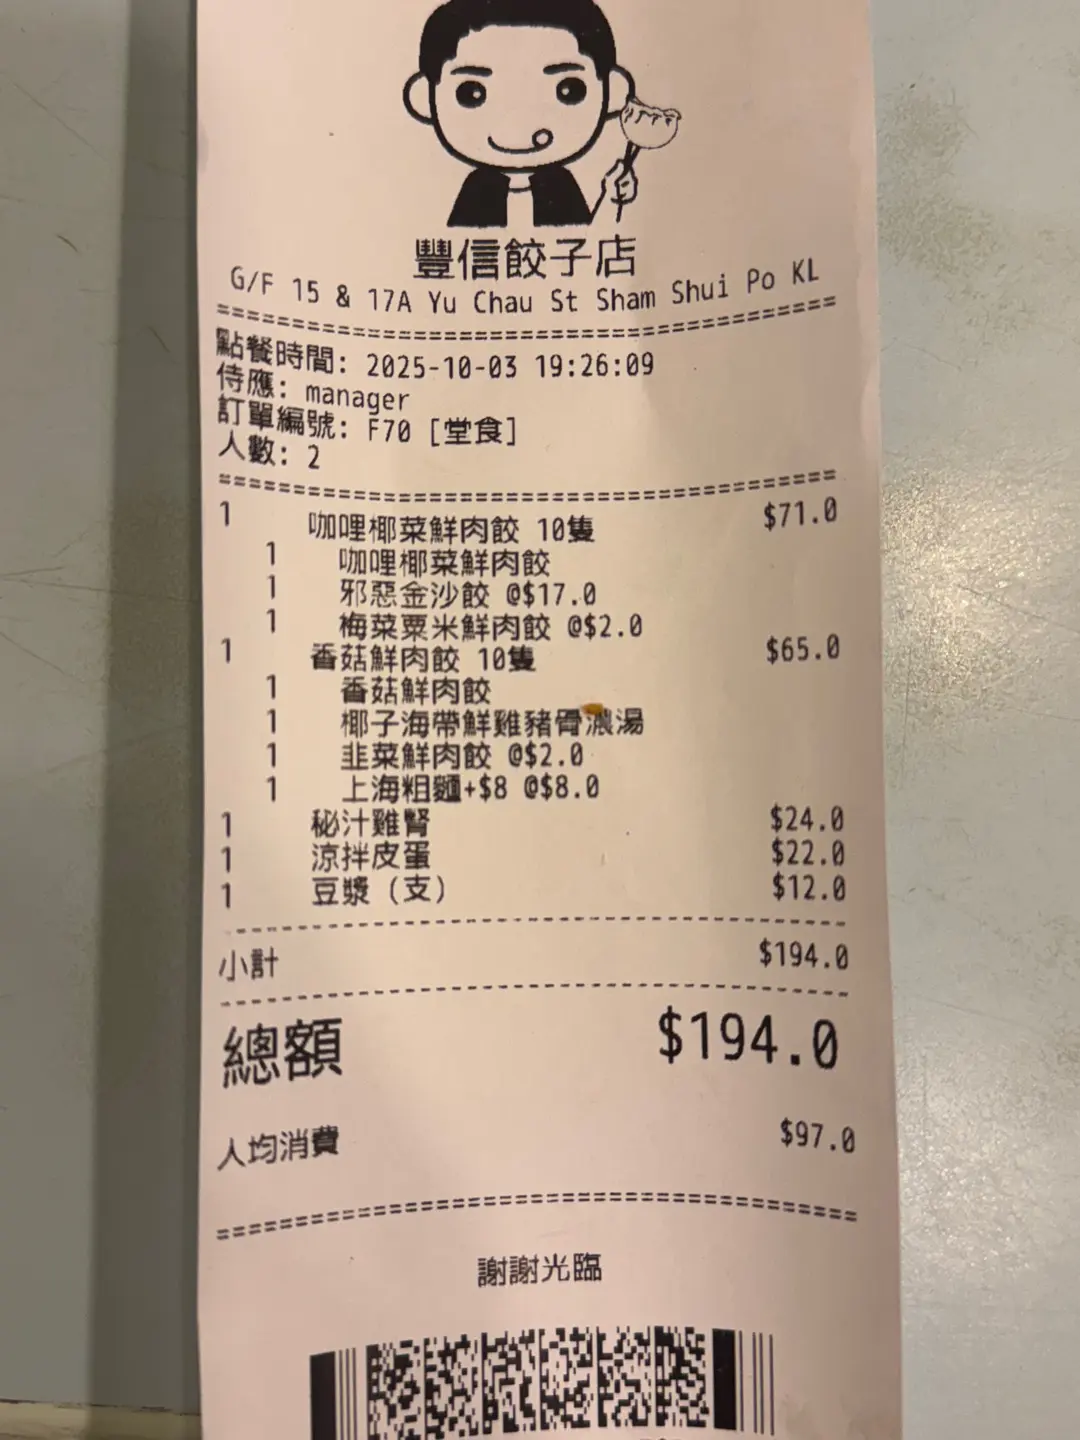 豐信餃子店
G/F 15 & 17A Yu Chau St Sham Shui Po KL
點餐時間: 2025-10-03 19:26:09
侍應: manager
訂單編號: F70 [堂食]
人數: 2
1 咖哩椰菜鮮肉餃 10隻 $71.0
1 咖哩椰菜鮮肉餃
1 邪惡金沙餃 @$17.0
1 梅菜粟米鮮肉餃 @$2.0
1 香菇鮮肉餃 10隻 $65.0
1 香菇鮮肉餃
1 椰子海帶鮮雞豬骨濃湯
1 韭菜鮮肉餃 @$2.0
1 上海粗麵+$8 @$8.0
1 秘汁雞腎 $24.0
1 涼拌皮蛋 $22.0
1 豆漿 (支) $12.0
小計 $194.0
總額 $194.0
人均消費 $97.0
謝謝光臨